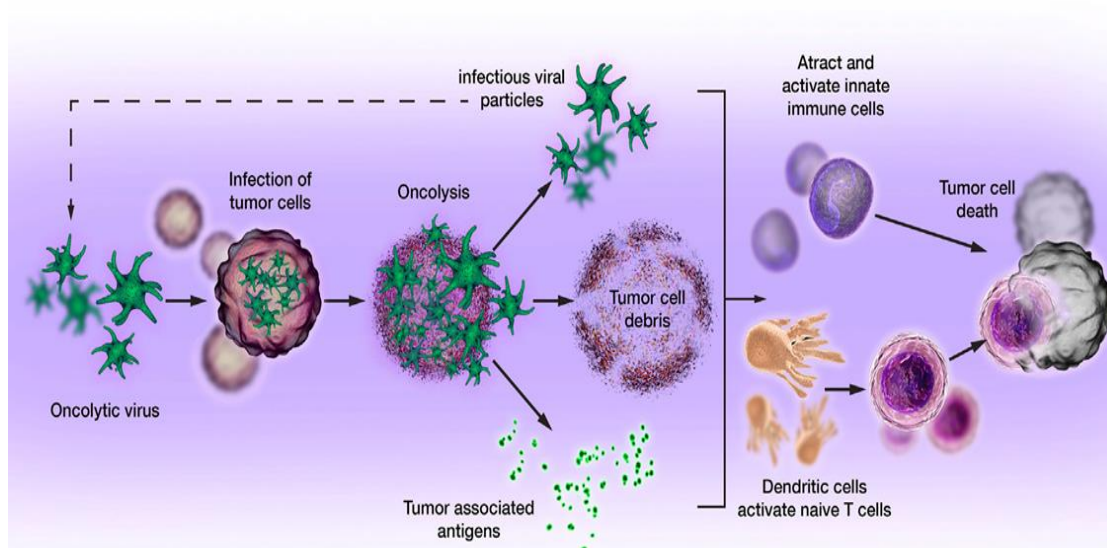 infectious viral
particles
Atract and
activate innate
immune cells
Infection of
tumor cells
Oncolysis
Tumor cell
death
Tumor cell
debris
Oncolytic virus
Tumor associated
antigens
Dendritic cells
activate naive T cells